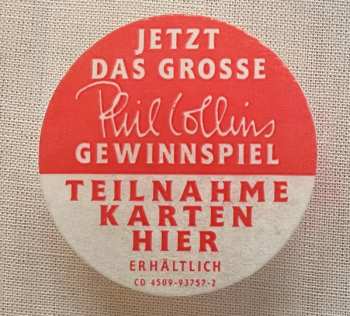 JETZT
DAS GROSSE
Phil Collins
GEWINNSPIEL
TEILNAHME
KARTEN
HIER
ERHÄLTLICH
CD 4509-93757-2